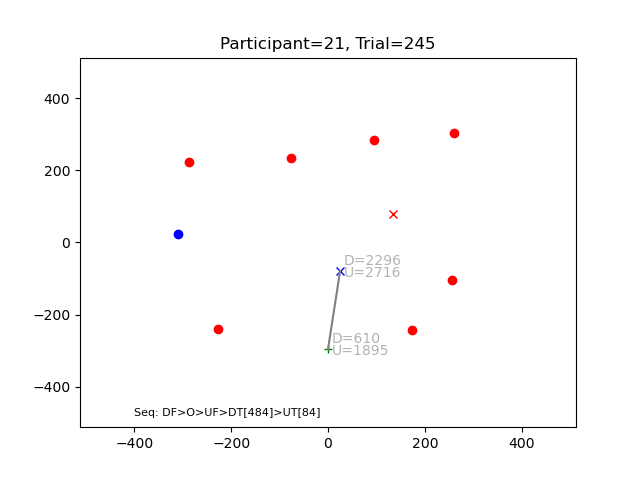 Participant=21, Trial=245
400
200
0
−200
−400
D=2296
U=2716
D=610
U=1895
Seq: DF>O>UF>DT[484]>UT[84]
−400 −200 0 200 400